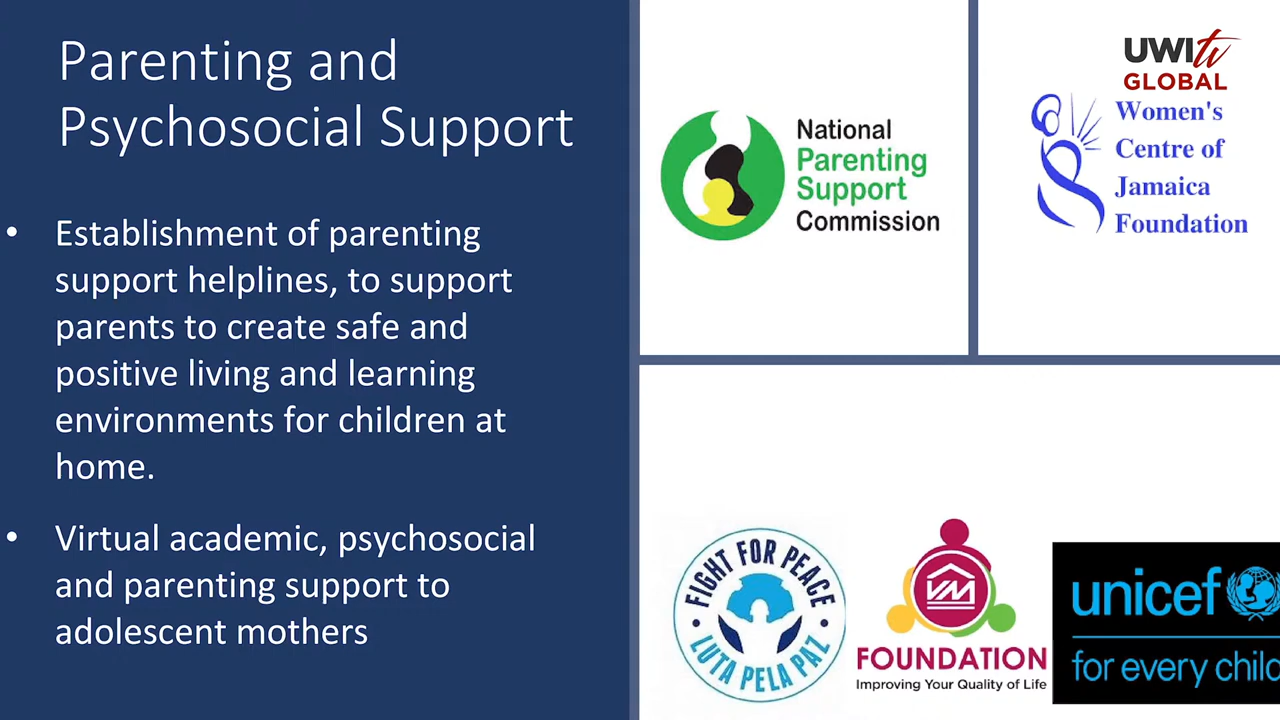 Parenting and
Psychosocial Support
• Establishment of parenting
support helplines, to support
parents to create safe and
positive living and learning
environments for children at
home.
• Virtual academic, psychosocial
and parenting support to
adolescent mothers
National
Parenting
Support
Commission
UWI tv
GLOBAL
Women's
Centre of
Jamaica
Foundation
FIGHT FOR PEACE
LUTA PELA PAZ
VM
FOUNDATION
Improving Your Quality of Life
unicef
for every chil